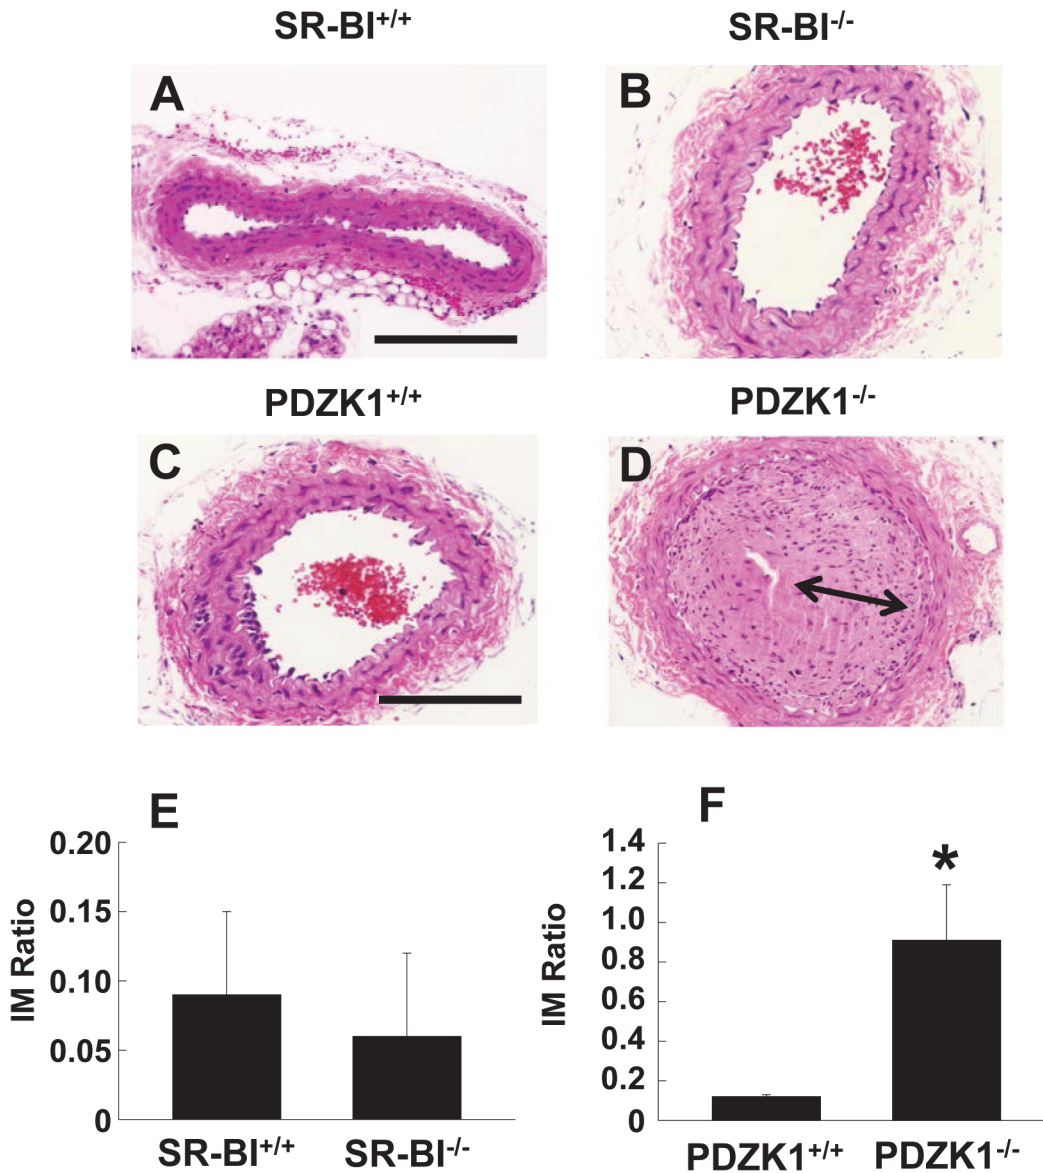 SR-BI+/+ SR-BI-/-
A B
PDZK1+/+ PDZK1-/-
C D
E
0.20
0.15
0.10
0.05
0
IM Ratio
SR-BI+/+ SR-BI-/-
F
1.4
1.2
1.0
0.8
0.6
0.4
0.2
0
IM Ratio
*
PDZK1+/+ PDZK1-/-